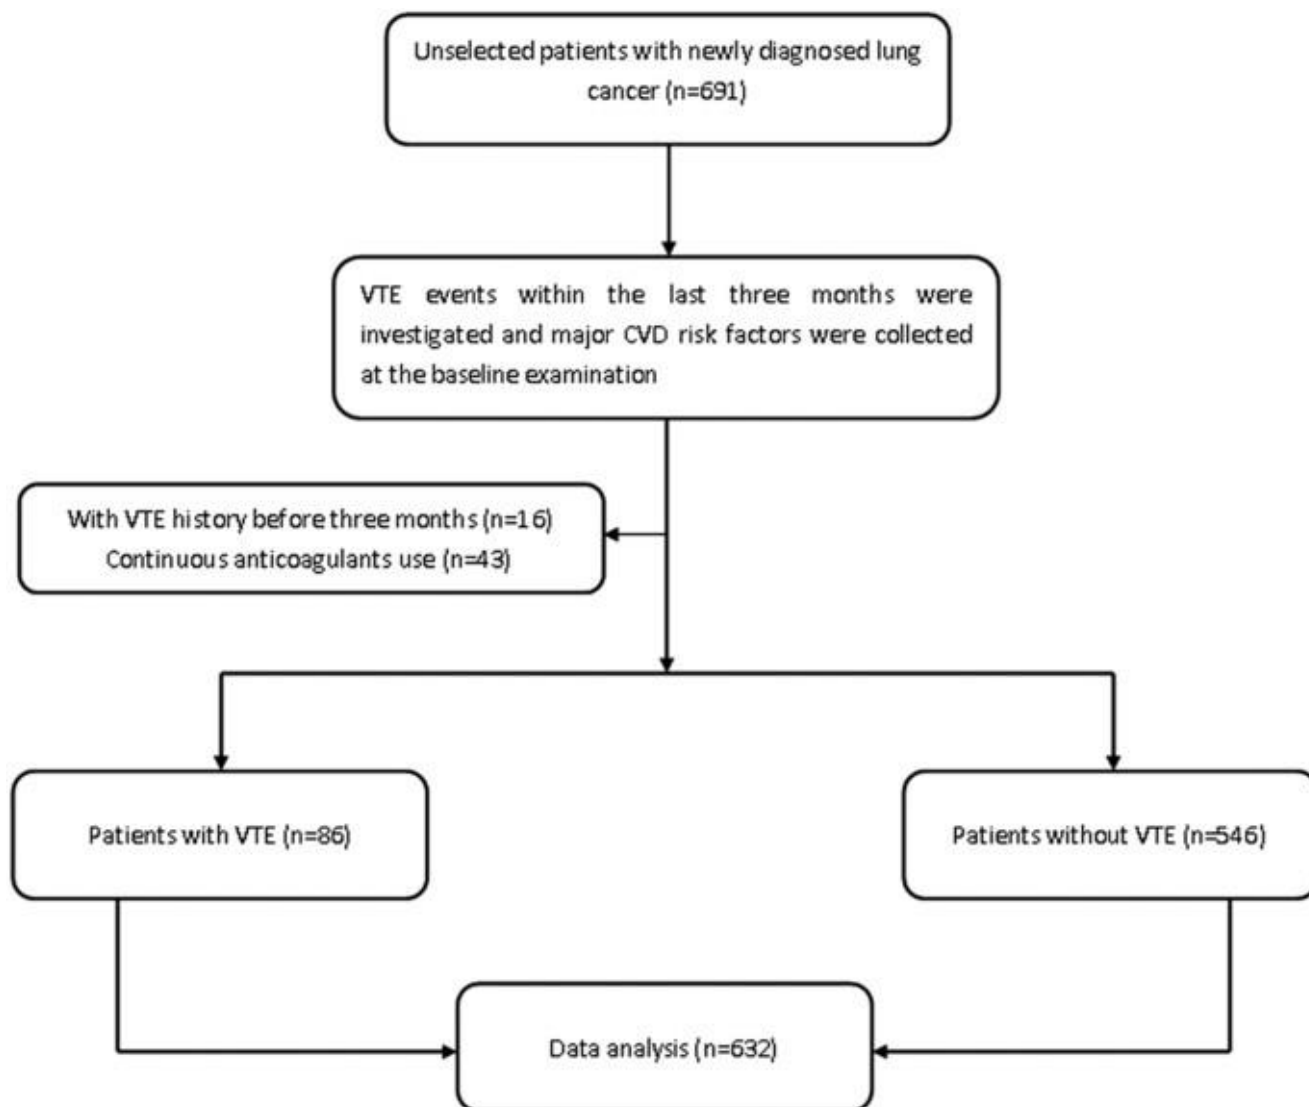 Unselected patients with newly diagnosed lung
cancer (n=691)
VTE events within the last three months were
investigated and major CVD risk factors were collected
at the baseline examination
With VTE history before three months (n=16)
Continuous anticoagulants use (n=43)
Patients with VTE (n=86)
Patients without VTE (n=546)
Data analysis (n=632)